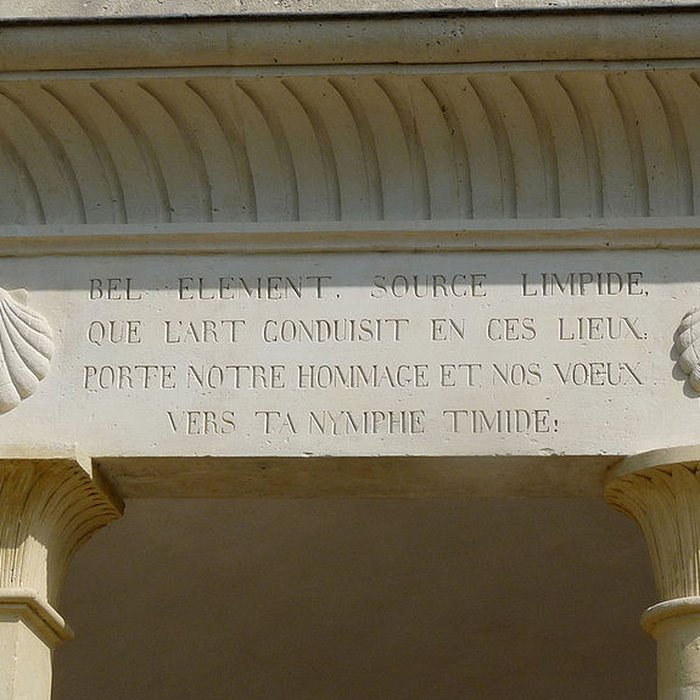 BEL ELEMENT. SOURCE LIMPIDE,
QUE L'ART CONDUISIT EN CES LIEUX:
PORTE NOTRE HOMMAGE ET NOS VOEUX
VERS TA NYMPHE TIMIDE!